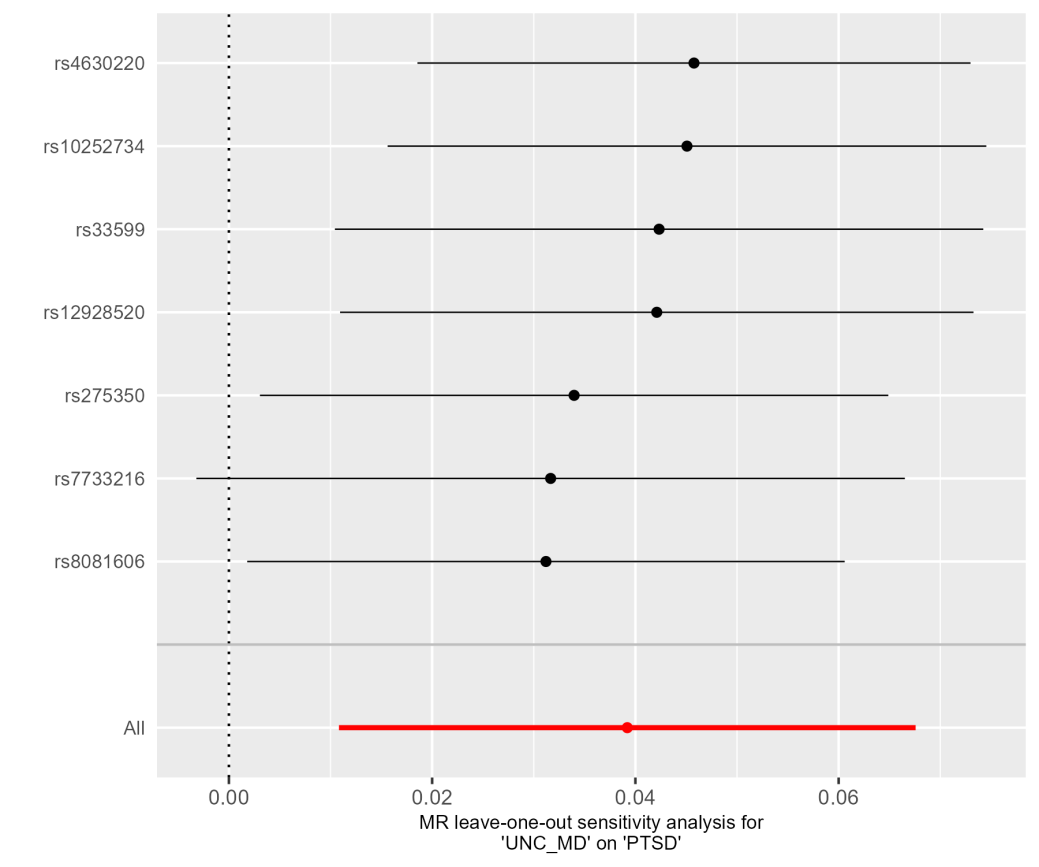 rs4630220
rs10252734
rs33599
rs12928520
rs275350
rs7733216
rs8081606
All
0.00 0.02 0.04 0.06
MR leave-one-out sensitivity analysis for
'UNC_MD' on 'PTSD'